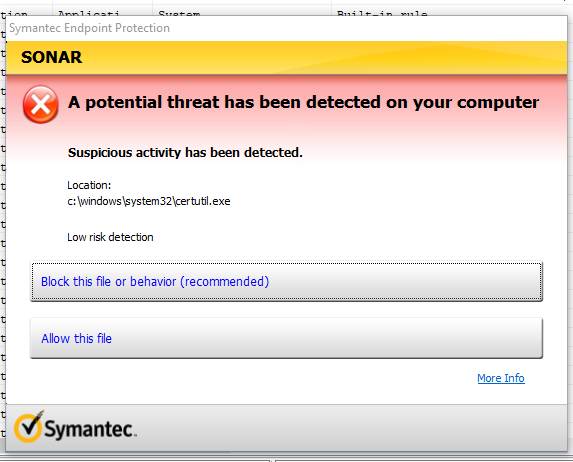 tion Applicati System Built-in rule
Symantec Endpoint Protection
SONAR
A potential threat has been detected on your computer
Suspicious activity has been detected.
Location:
c:\windows\system32\certutil.exe
Low risk detection
Block this file or behavior (recommended)
Allow this file
More Info
Symantec.